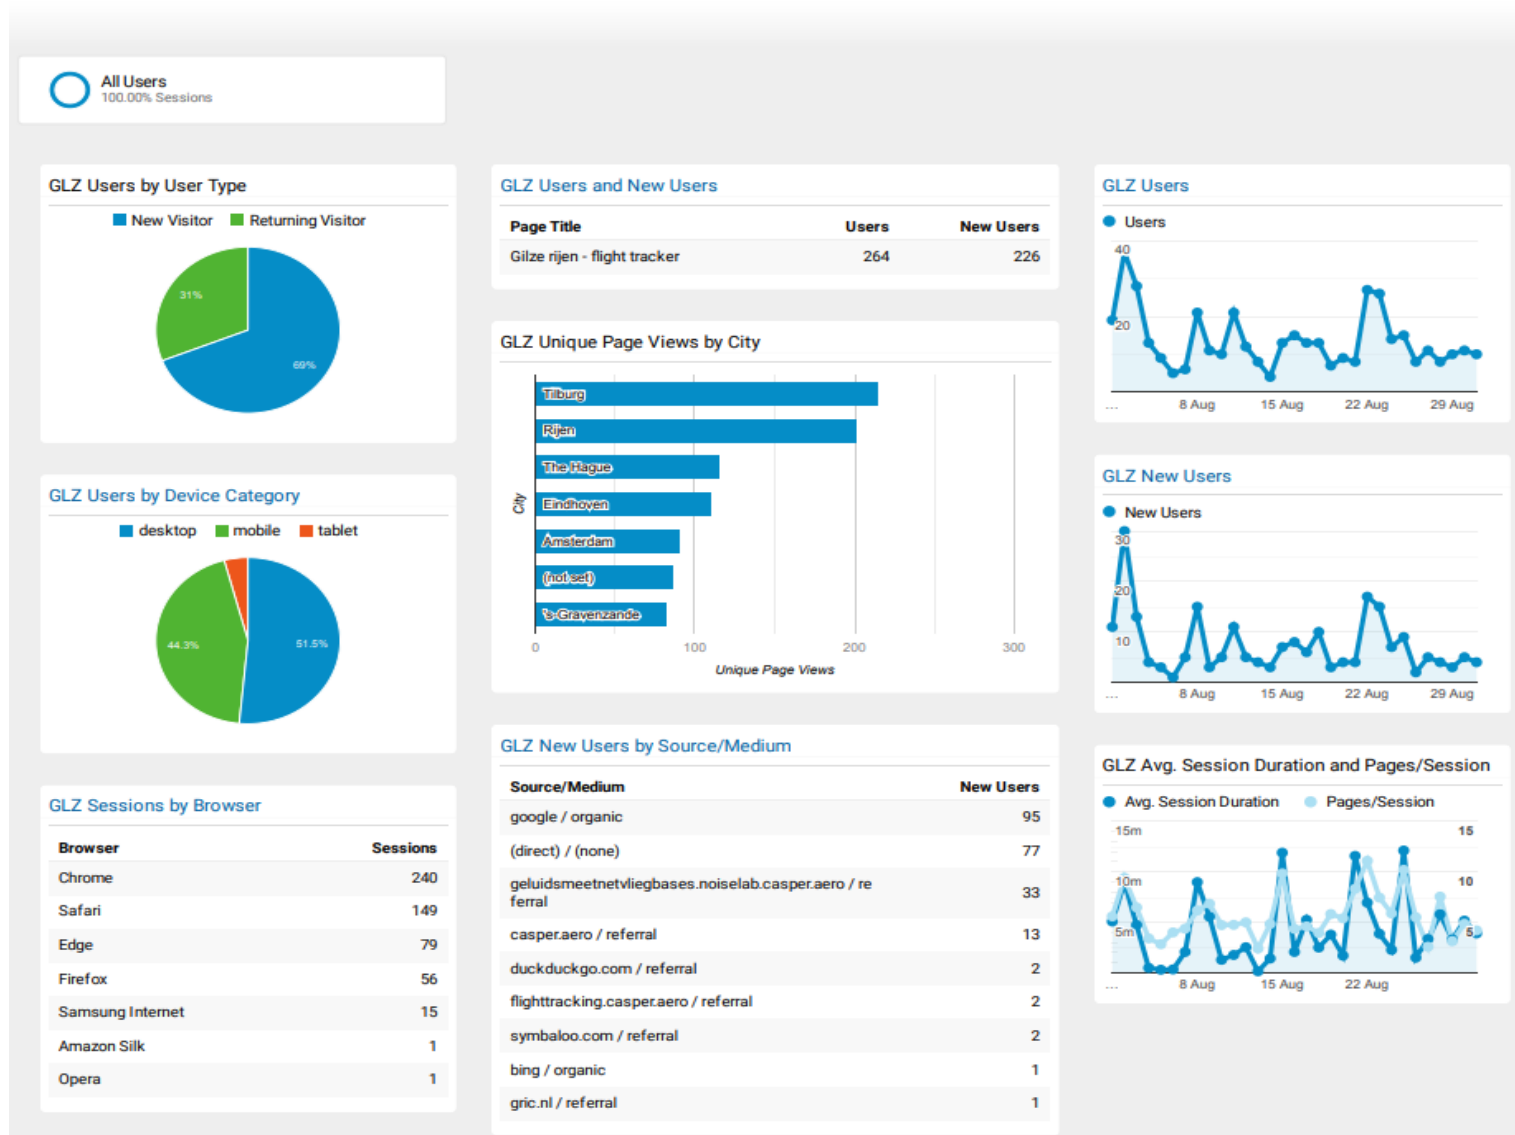 All Users
100.00% Sessions
GLZ Users by User Type
New Visitor Returning Visitor
31%
69%
GLZ Users by Device Category
desktop mobile tablet
44.3%
51.5%
GLZ Sessions by Browser
Browser Sessions
Chrome 240
Safari 149
Edge 79
Firefox 56
Samsung Internet 15
Amazon Silk 1
Opera 1
GLZ Users and New Users
Page Title Users New Users
Gilze rijen - flight tracker 264 226
GLZ Unique Page Views by City
City
Tilburg
Rijen
The Hague
Eindhoven
Amsterdam
(not set)
's-Gravenzande
0 100 200 300
Unique Page Views
GLZ New Users by Source/Medium
Source/Medium New Users
google / organic 95
(direct) / (none) 77
geluidsmeetnetvliegbases.noiselab.casper.aero / re
ferral 33
casper.aero / referral 13
duckduckgo.com / referral 2
flighttracking.casper.aero / referral 2
symbaloo.com / referral 2
bing / organic 1
gric.nl / referral 1
GLZ Users
Users
40
20
... 8 Aug 15 Aug 22 Aug 29 Aug
GLZ New Users
New Users
30
20
10
... 8 Aug 15 Aug 22 Aug 29 Aug
GLZ Avg. Session Duration and Pages/Session
Avg. Session Duration Pages/Session
15m 15
10m 10
5m 5
... 8 Aug 15 Aug 22 Aug